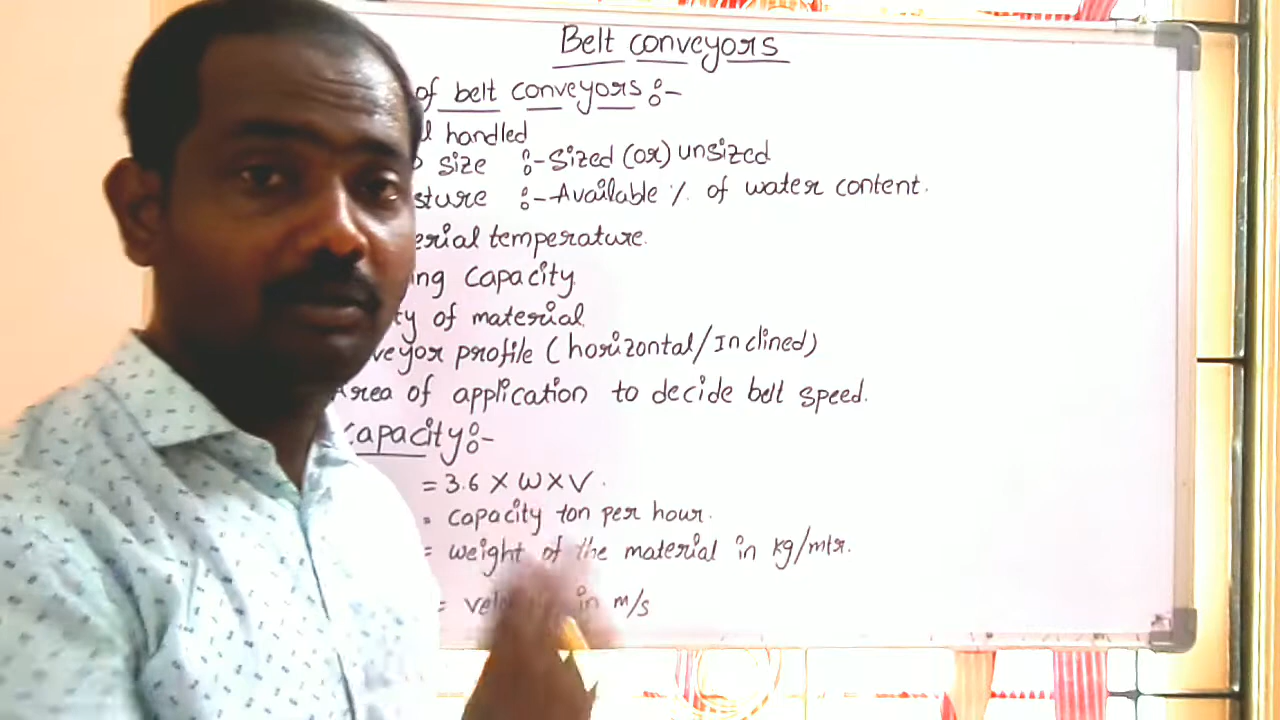 Belt conveyors
of belt conveyors :-
handled
size :- Sized (or) unsized
sture :- Available % of water content.
erial temperature.
ing capacity
ty of material
veyor profile (horizontal/Inclined)
Area of application to decide belt speed.
Capacity :-
= 3.6 X W X V.
= capacity ton per hour.
= weight of the material in kg/mtr.
= in m/s